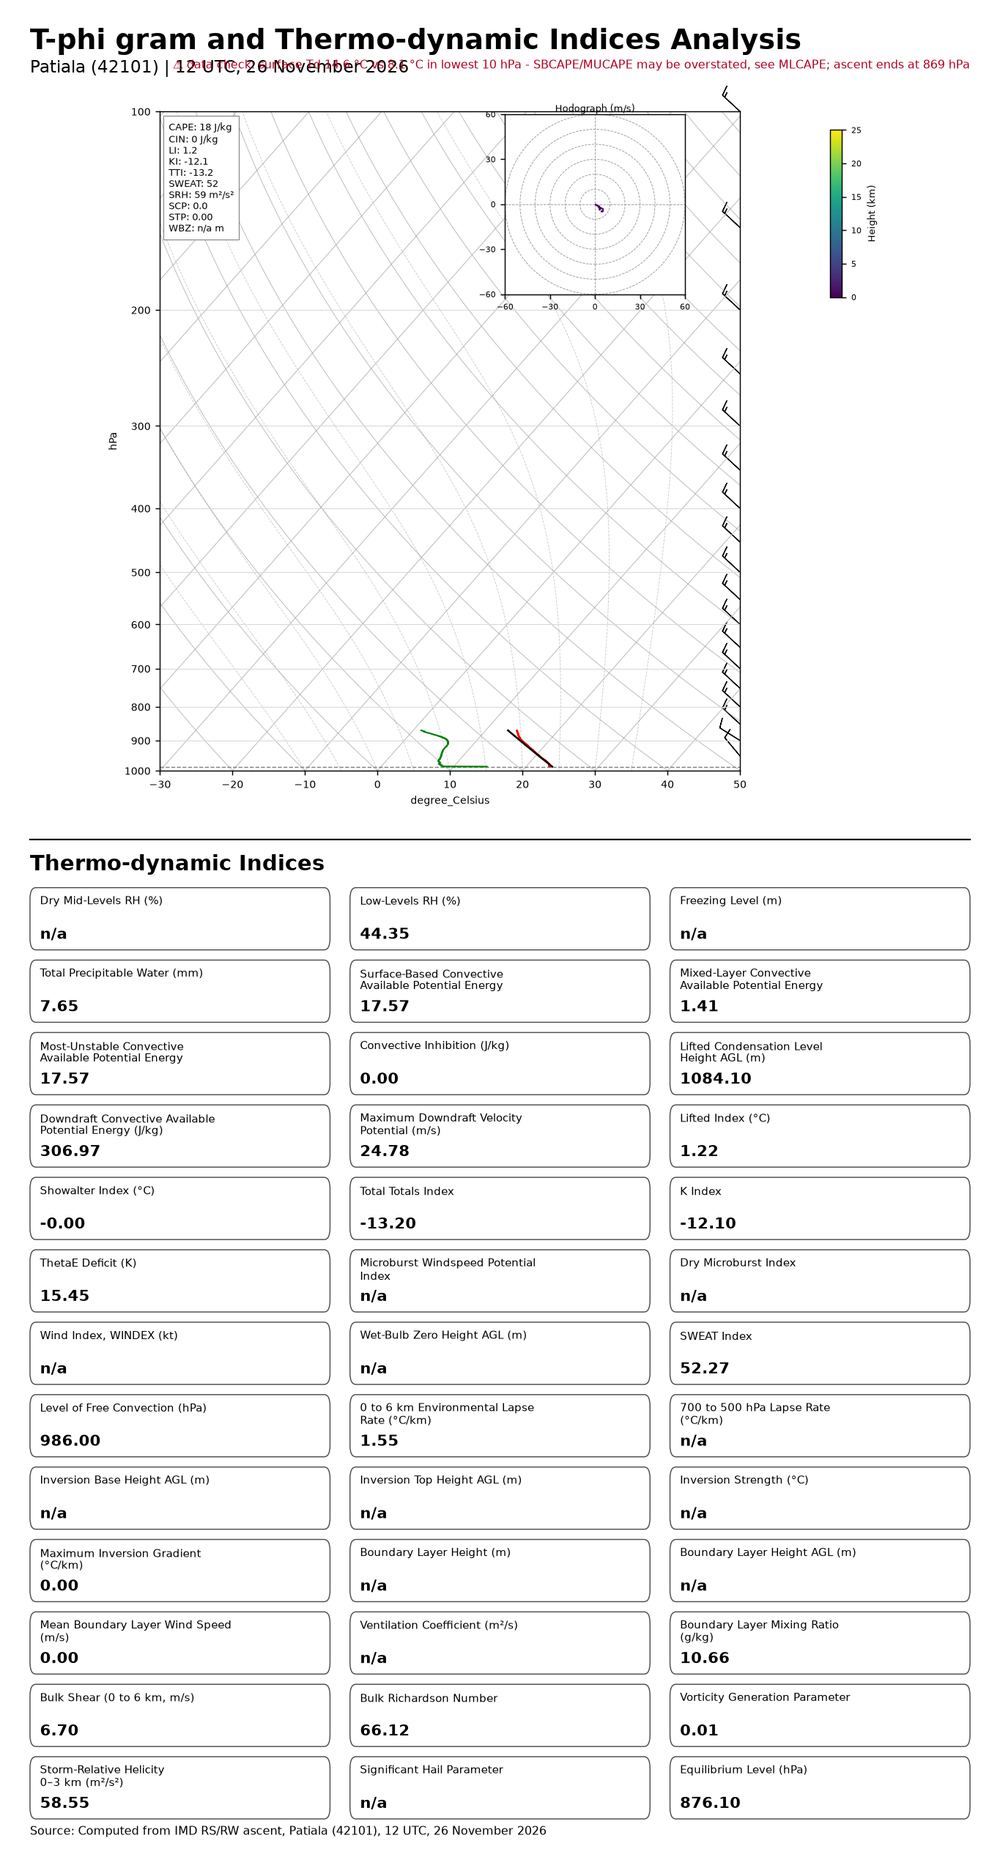 T-phi gram and Thermo-dynamic Indices Analysis
Patiala (42101) | 12 UTC, 26 November 2026
data check: surface Td °C vs °C in lowest 10 hPa - SBCAPE/MUCAPE may be overstated, see MLCAPE; ascent ends at 869 hPa
Hodograph (m/s)
CAPE: 18 J/kg
CIN: 0 J/kg
LI: 1.2
KI: -12.1
TTI: -13.2
SWEAT: 52
SRH: 59 m²/s²
SCP: 0.0
STP: 0.00
WBZ: n/a m
60
30
0
−30
−60
−60 −30 0 30 60
25
20
15
10
5
0
Height (km)
100
200
300
400
500
600
700
800
900
1000
hPa
−30 −20 −10 0 10 20 30 40 50
degree_Celsius
Thermo-dynamic Indices
Dry Mid-Levels RH (%)
n/a
Low-Levels RH (%)
44.35
Freezing Level (m)
n/a
Total Precipitable Water (mm)
7.65
Surface-Based Convective
Available Potential Energy
17.57
Mixed-Layer Convective
Available Potential Energy
1.41
Most-Unstable Convective
Available Potential Energy
17.57
Convective Inhibition (J/kg)
0.00
Lifted Condensation Level
Height AGL (m)
1084.10
Downdraft Convective Available
Potential Energy (J/kg)
306.97
Maximum Downdraft Velocity
Potential (m/s)
24.78
Lifted Index (°C)
1.22
Showalter Index (°C)
-0.00
Total Totals Index
-13.20
K Index
-12.10
ThetaE Deficit (K)
15.45
Microburst Windspeed Potential
Index
n/a
Dry Microburst Index
n/a
Wind Index, WINDEX (kt)
n/a
Wet-Bulb Zero Height AGL (m)
n/a
SWEAT Index
52.27
Level of Free Convection (hPa)
986.00
0 to 6 km Environmental Lapse
Rate (°C/km)
1.55
700 to 500 hPa Lapse Rate
(°C/km)
n/a
Inversion Base Height AGL (m)
n/a
Inversion Top Height AGL (m)
n/a
Inversion Strength (°C)
n/a
Maximum Inversion Gradient
(°C/km)
0.00
Boundary Layer Height (m)
n/a
Boundary Layer Height AGL (m)
n/a
Mean Boundary Layer Wind Speed
(m/s)
0.00
Ventilation Coefficient (m²/s)
n/a
Boundary Layer Mixing Ratio
(g/kg)
10.66
Bulk Shear (0 to 6 km, m/s)
6.70
Bulk Richardson Number
66.12
Vorticity Generation Parameter
0.01
Storm-Relative Helicity
0–3 km (m²/s²)
58.55
Significant Hail Parameter
n/a
Equilibrium Level (hPa)
876.10
Source: Computed from IMD RS/RW ascent, Patiala (42101), 12 UTC, 26 November 2026